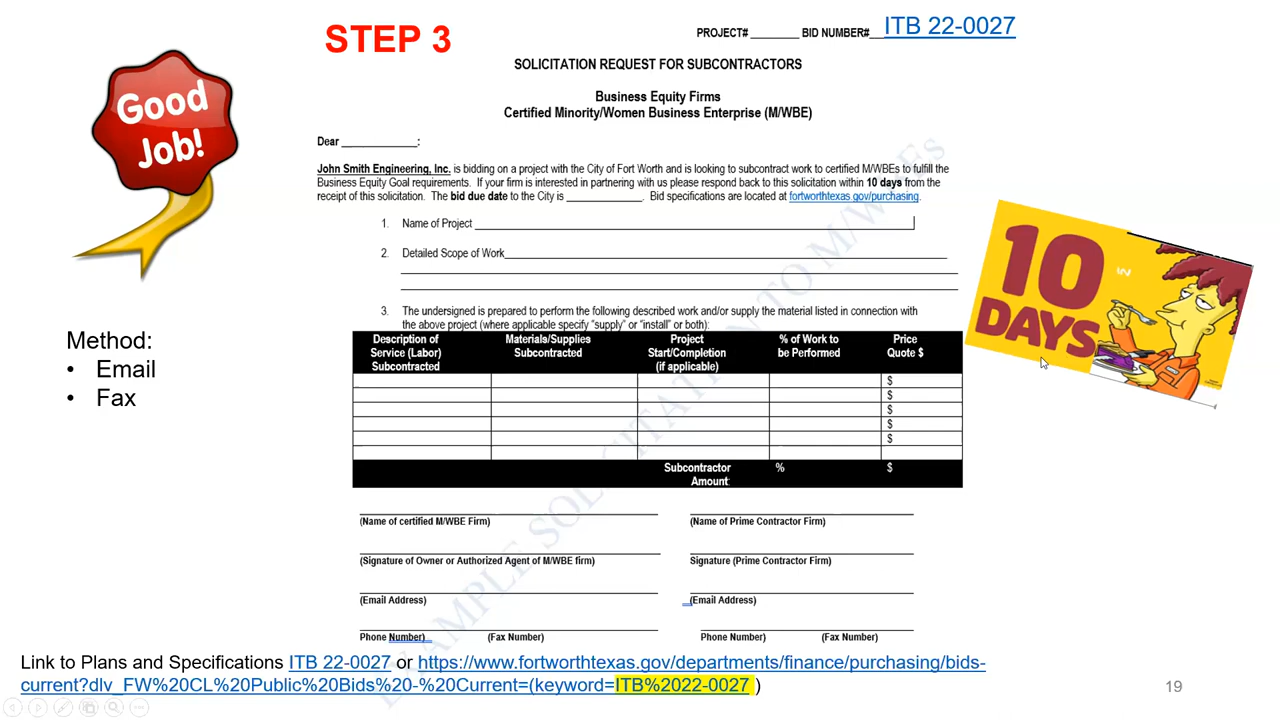 STEP 3
PROJECT# ________ BID NUMBER#__ITB 22-0027
SOLICITATION REQUEST FOR SUBCONTRACTORS
Business Equity Firms
Certified Minority/Women Business Enterprise (M/WBE)
Good
Job!
Dear ____________:
John Smith Engineering, Inc. is bidding on a project with the City of Fort Worth and is looking to subcontract work to certified M/WBEs to fulfill the
Business Equity Goal requirements. If your firm is interested in partnering with us please respond back to this solicitation within 10 days from the
receipt of this solicitation. The bid due date to the City is ____________. Bid specifications are located at fortworthtexas.gov/purchasing.
1. Name of Project
2. Detailed Scope of Work
3. The undersigned is prepared to perform the following described work and/or supply the material listed in connection with
the above project (where applicable specify “supply” or “install” or both):
10 IN
DAYS
Method:
• Email
• Fax
Description of Service (Labor) Subcontracted
Materials/Supplies Subcontracted
Project Start/Completion (if applicable)
% of Work to be Performed
Price Quote $
$
$
$
$
$
Subcontractor % $
Amount:
(Name of certified M/WBE Firm) (Name of Prime Contractor Firm)
(Signature of Owner or Authorized Agent of M/WBE firm) Signature (Prime Contractor Firm)
(Email Address) (Email Address)
Phone Number) (Fax Number) Phone Number) (Fax Number)
SAMPLE SOLICITATION TO M/WBEs
Link to Plans and Specifications ITB 22-0027 or https://www.fortworthtexas.gov/departments/finance/purchasing/bids-
current?dlv_FW%20CL%20Public%20Bids%20-%20Current=(keyword=ITB%2022-0027 )
19